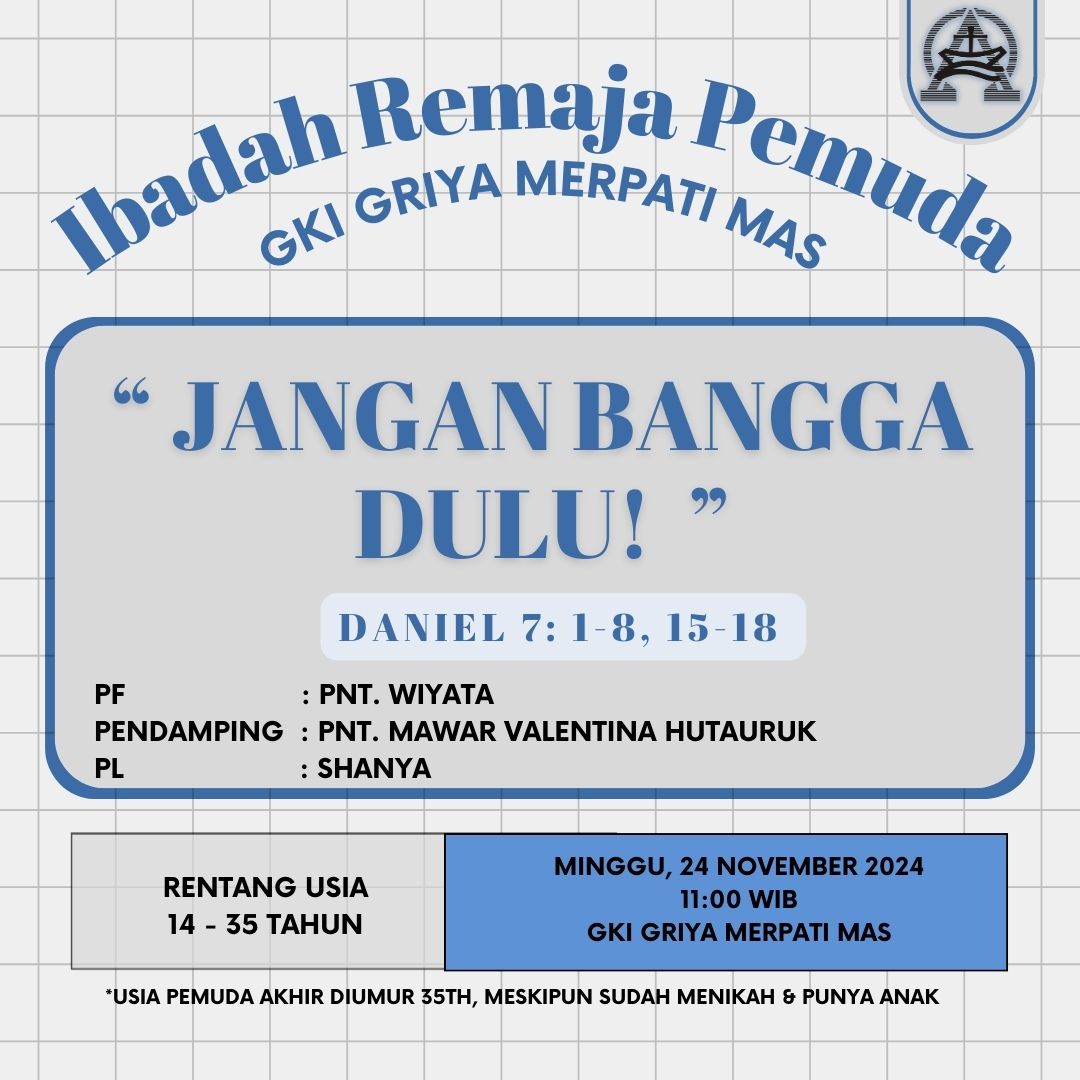 Ibadah Remaja Pemuda
GKI GRIYA MERPATI MAS
“ JANGAN BANGGA
DULU! ”
DANIEL 7: 1-8, 15-18
PF : PNT. WIYATA
PENDAMPING : PNT. MAWAR VALENTINA HUTAURUK
PL : SHANYA
RENTANG USIA
14 - 35 TAHUN
MINGGU, 24 NOVEMBER 2024
11:00 WIB
GKI GRIYA MERPATI MAS
*USIA PEMUDA AKHIR DIUMUR 35TH, MESKIPUN SUDAH MENIKAH & PUNYA ANAK